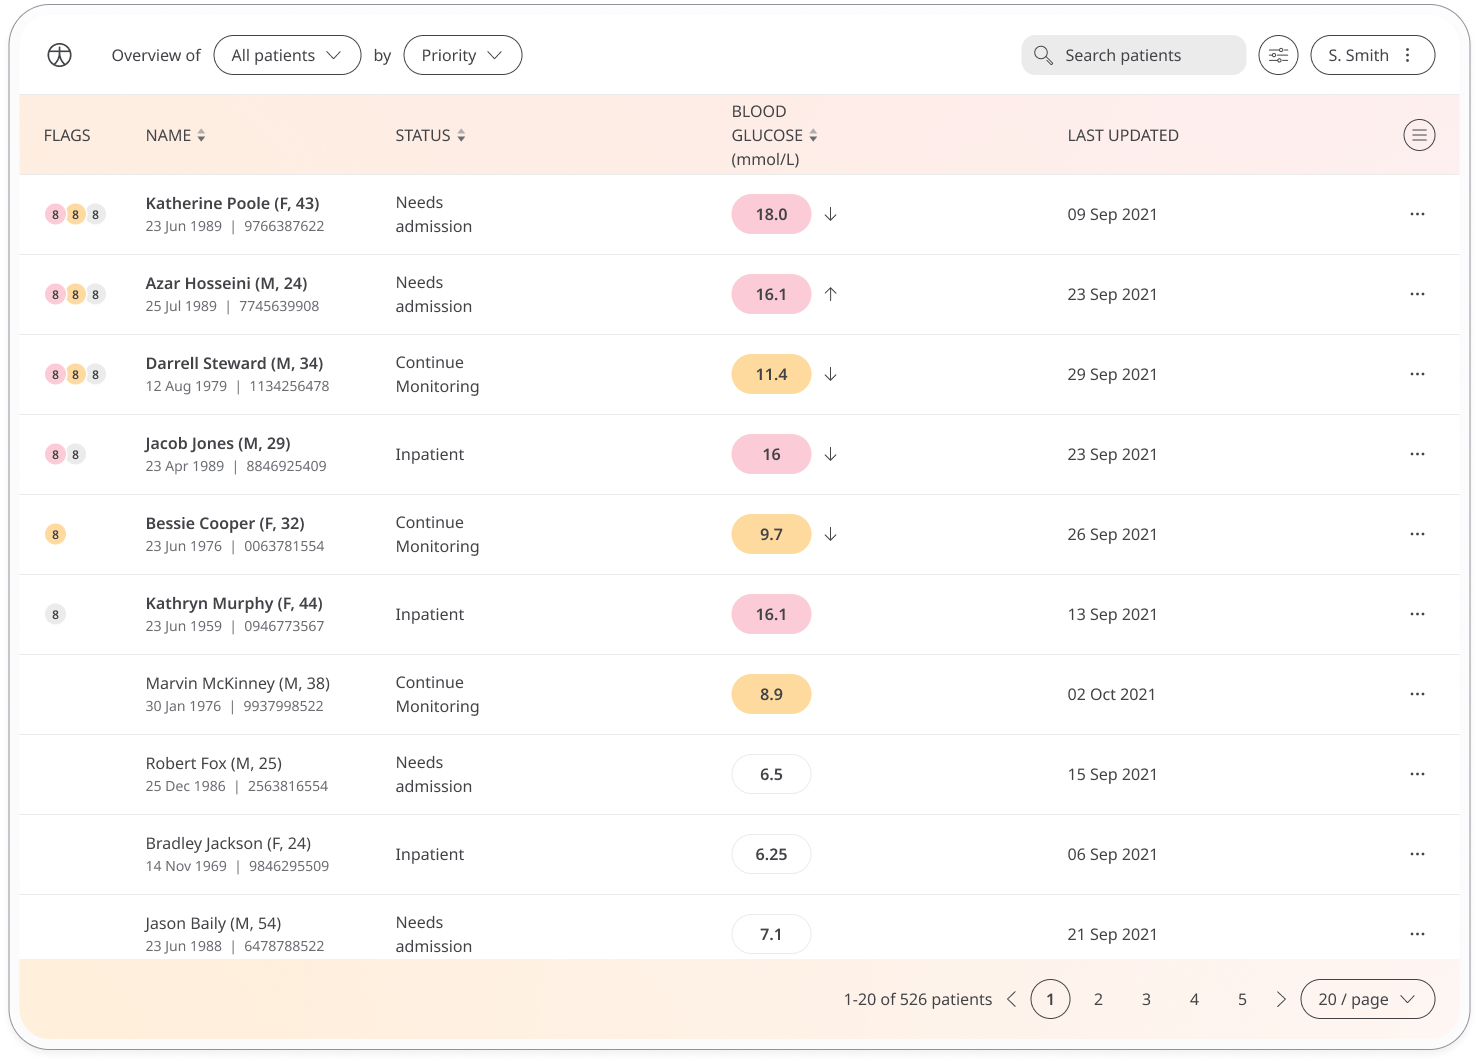 Overview of All patients by Priority Search patients S. Smith
FLAGS NAME STATUS BLOOD GLUCOSE (mmol/L) LAST UPDATED
8 8 8 Katherine Poole (F, 43) Needs admission 18.0 ↓ 09 Sep 2021 ...
23 Jun 1989 | 9766387622
8 8 8 Azar Hosseini (M, 24) Needs admission 16.1 ↑ 23 Sep 2021 ...
25 Jul 1989 | 7745639908
8 8 8 Darrell Steward (M, 34) Continue Monitoring 11.4 ↓ 29 Sep 2021 ...
12 Aug 1979 | 1134256478
8 8 Jacob Jones (M, 29) Inpatient 16 ↓ 23 Sep 2021 ...
23 Apr 1989 | 8846925409
8 Bessie Cooper (F, 32) Continue Monitoring 9.7 ↓ 26 Sep 2021 ...
23 Jun 1976 | 0063781554
8 Kathryn Murphy (F, 44) Inpatient 16.1 13 Sep 2021 ...
23 Jun 1959 | 0946773567
Marvin McKinney (M, 38) Continue Monitoring 8.9 02 Oct 2021 ...
30 Jan 1976 | 9937998522
Robert Fox (M, 25) Needs admission 6.5 15 Sep 2021 ...
25 Dec 1986 | 2563816554
Bradley Jackson (F, 24) Inpatient 6.25 06 Sep 2021 ...
14 Nov 1969 | 9846295509
Jason Baily (M, 54) Needs admission 7.1 21 Sep 2021 ...
23 Jun 1988 | 6478788522
1-20 of 526 patients 1 2 3 4 5 20 / page